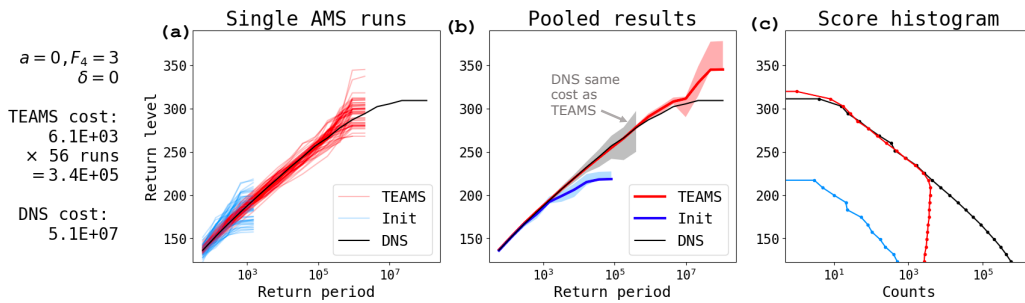 a = 0, F₄ = 3
δ = 0
TEAMS cost:
6.1E+03
× 56 runs
= 3.4E+05
DNS cost:
5.1E+07
(a)
Single AMS runs
Return level
350
300
250
200
150
TEAMS
Init
DNS
10³
10⁵
10⁷
Return period
(b)
Pooled results
350
300
250
200
150
DNS same
cost as
TEAMS
TEAMS
Init
DNS
10³
10⁵
10⁷
Return period
(c)
Score histogram
350
300
250
200
150
10¹
10³
10⁵
Counts